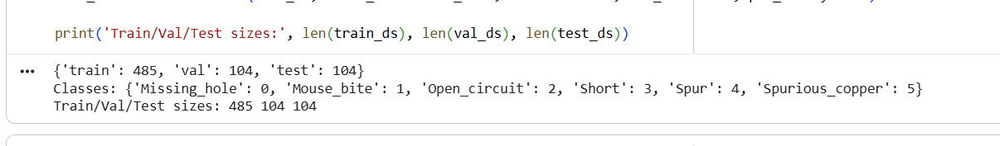 print('Train/Val/Test sizes:', len(train_ds), len(val_ds), len(test_ds))
{'train': 485, 'val': 104, 'test': 104}
Classes: {'Missing_hole': 0, 'Mouse_bite': 1, 'Open_circuit': 2, 'Short': 3, 'Spur': 4, 'Spurious_copper': 5}
Train/Val/Test sizes: 485 104 104